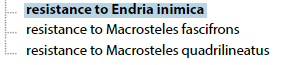 resistance to Endria inimica
resistance to Macrosteles fascifrons
resistance to Macrosteles quadrilineatus